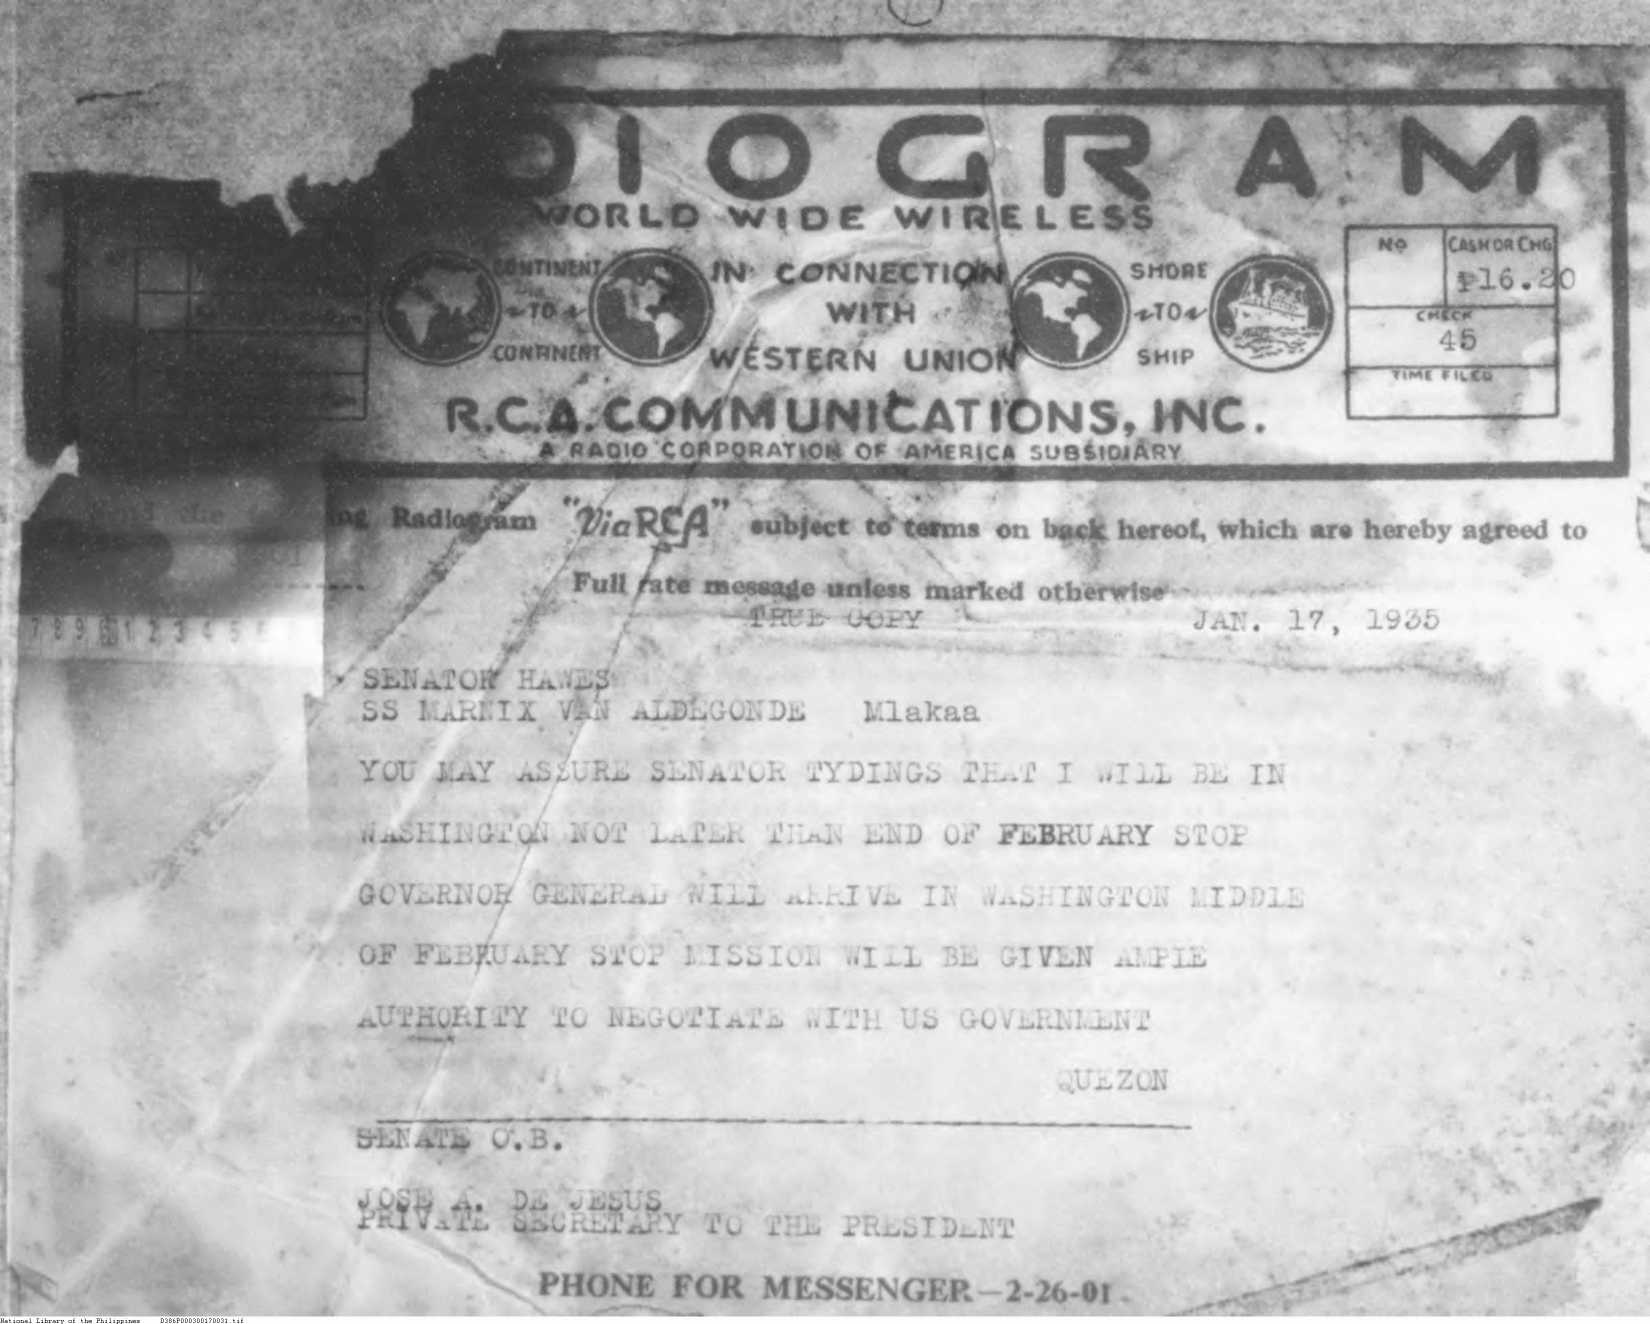 DIOGRAM
WORLD WIDE WIRELESS
CONTINENT
TO
CONTINENT
IN CONNECTION
WITH
WESTERN UNION
SHORE
TO
SHIP
NO
CASH OR CHG
₱16.20
CHECK
45
TIME FILED
R.C.A. COMMUNICATIONS, INC.
A RADIO CORPORATION OF AMERICA SUBSIDIARY
ng Radiogram "Via RCA" subject to terms on back hereof, which are hereby agreed to
Full rate message unless marked otherwise
TRUE COPY JAN. 17, 1935
SENATOR HAWES
SS MARNIX VAN ALDEGONDE Mlakaa
YOU MAY ASSURE SENATOR TYDINGS THAT I WILL BE IN
WASHINGTON NOT LATER THAN END OF FEBRUARY STOP
GOVERNOR GENERAL WILL ARRIVE IN WASHINGTON MIDDLE
OF FEBRUARY STOP MISSION WILL BE GIVEN AMPLE
AUTHORITY TO NEGOTIATE WITH US GOVERNMENT
QUEZON
SENATE O.B.
JOSE A. DE JESUS
PRIVATE SECRETARY TO THE PRESIDENT
PHONE FOR MESSENGER—2-26-01
National Library of the Philippines D386P000300170031.tif